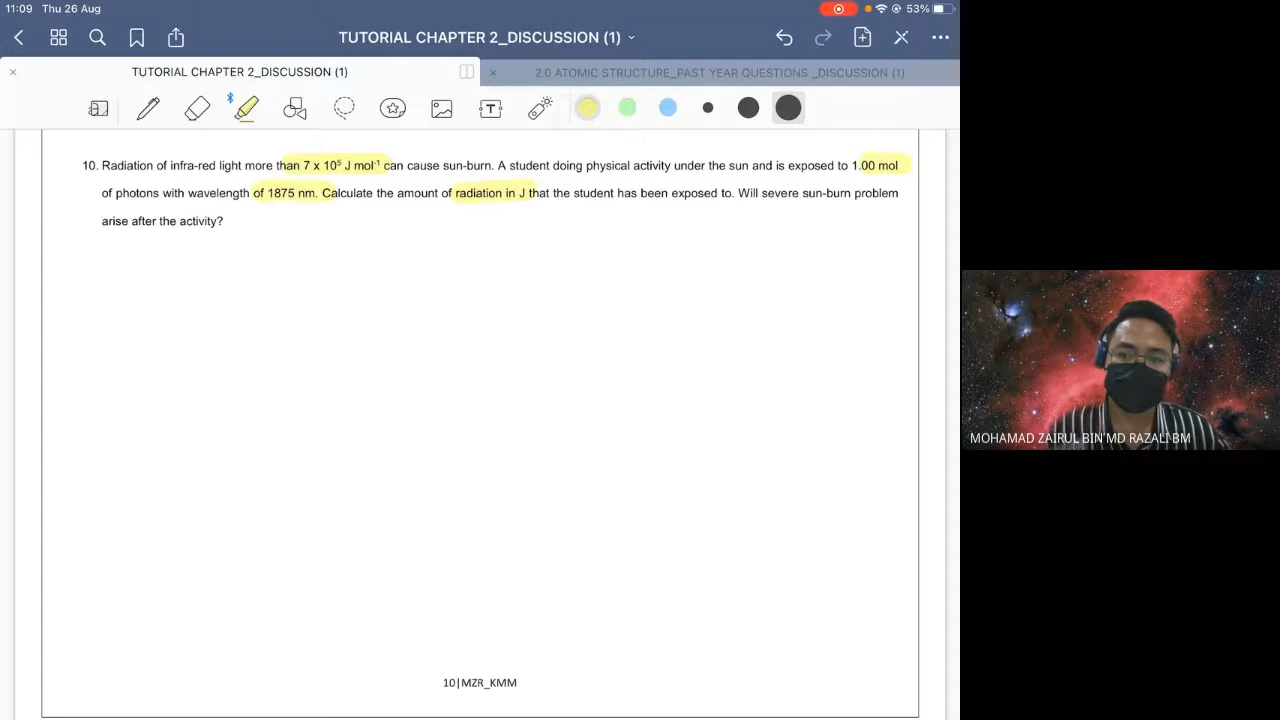 11:09 Thu 26 Aug
53%
TUTORIAL CHAPTER 2_DISCUSSION (1)
TUTORIAL CHAPTER 2_DISCUSSION (1)
2.0 ATOMIC STRUCTURE_PAST YEAR QUESTIONS _DISCUSSION (1)
10. Radiation of infra-red light more than 7 x 10⁵ J mol⁻¹ can cause sun-burn. A student doing physical activity under the sun and is exposed to 1.00 mol
of photons with wavelength of 1875 nm. Calculate the amount of radiation in J that the student has been exposed to. Will severe sun-burn problem
arise after the activity?
MOHAMAD ZAIRUL BIN MD RAZALI BM
10|MZR_KMM